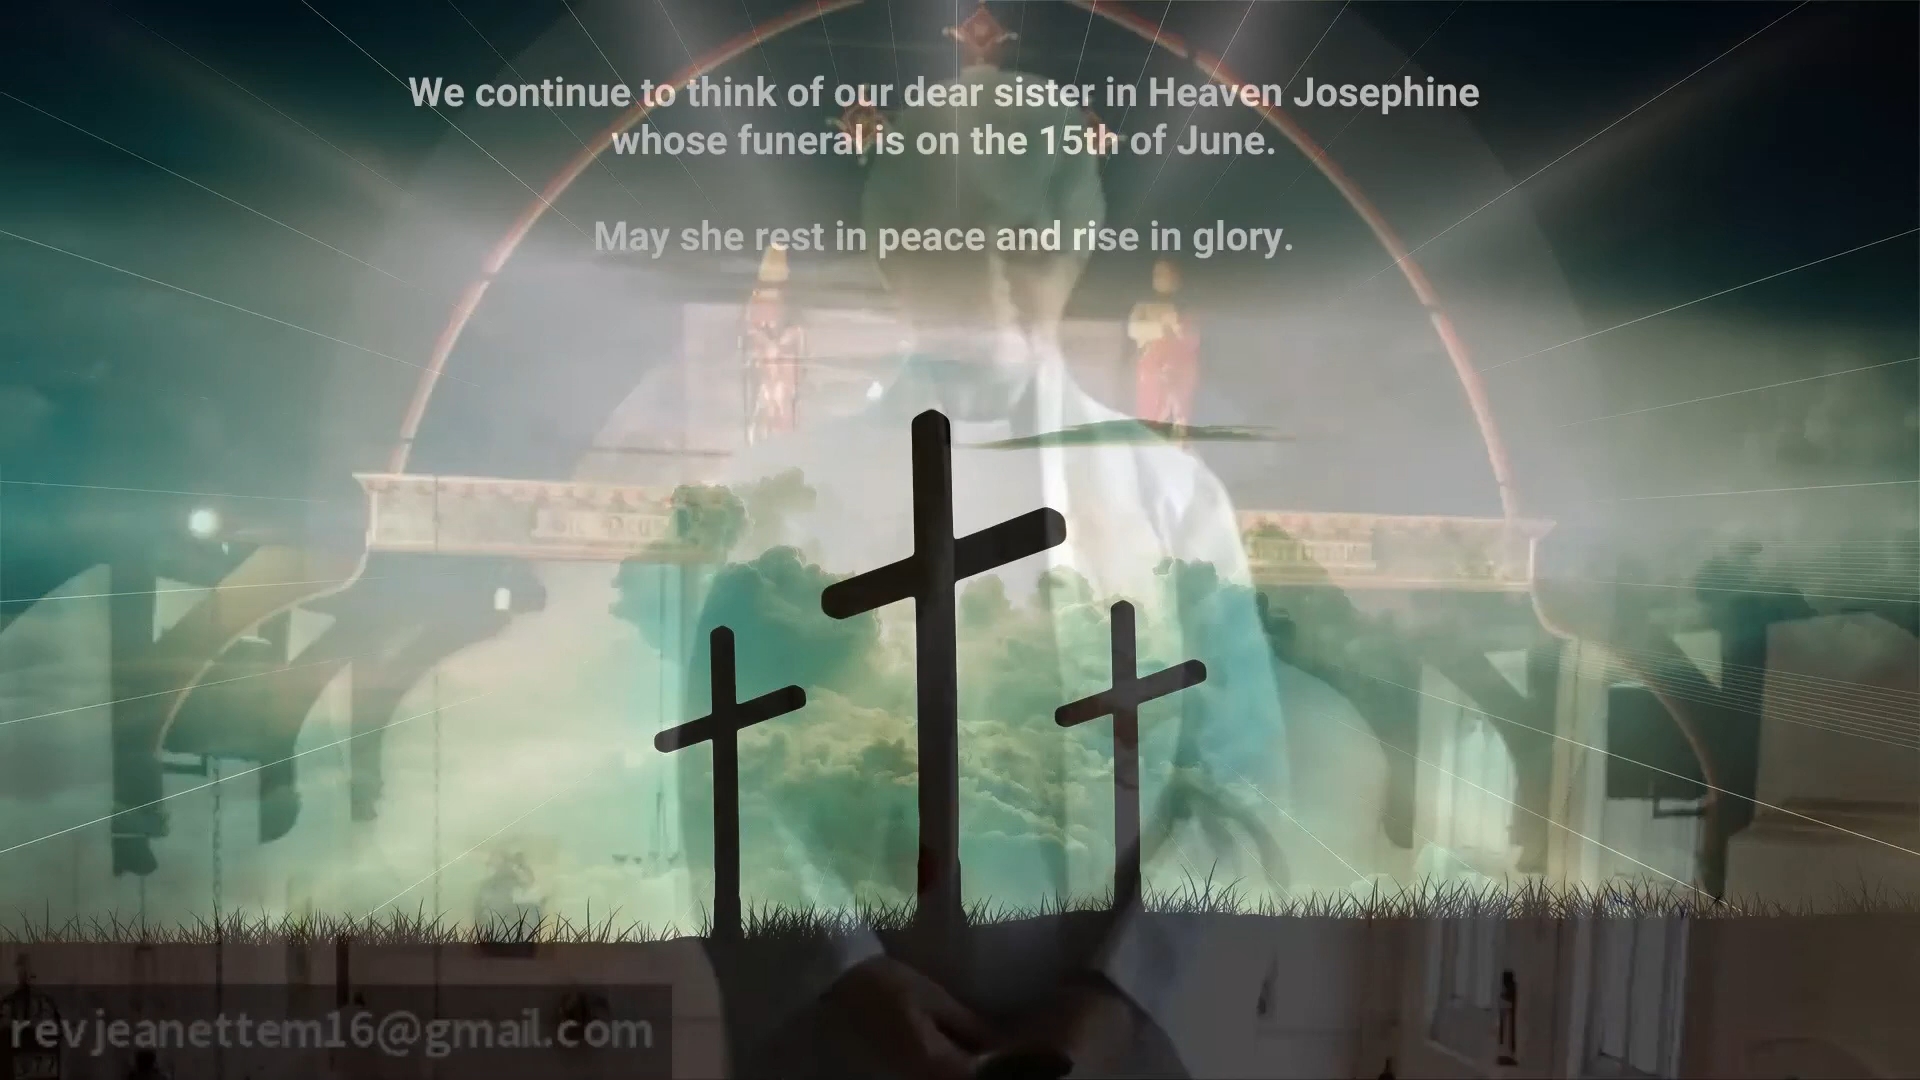 We continue to think of our dear sister in Heaven Josephine
whose funeral is on the 15th of June.
May she rest in peace and rise in glory.
revjeanettem16@gmail.com